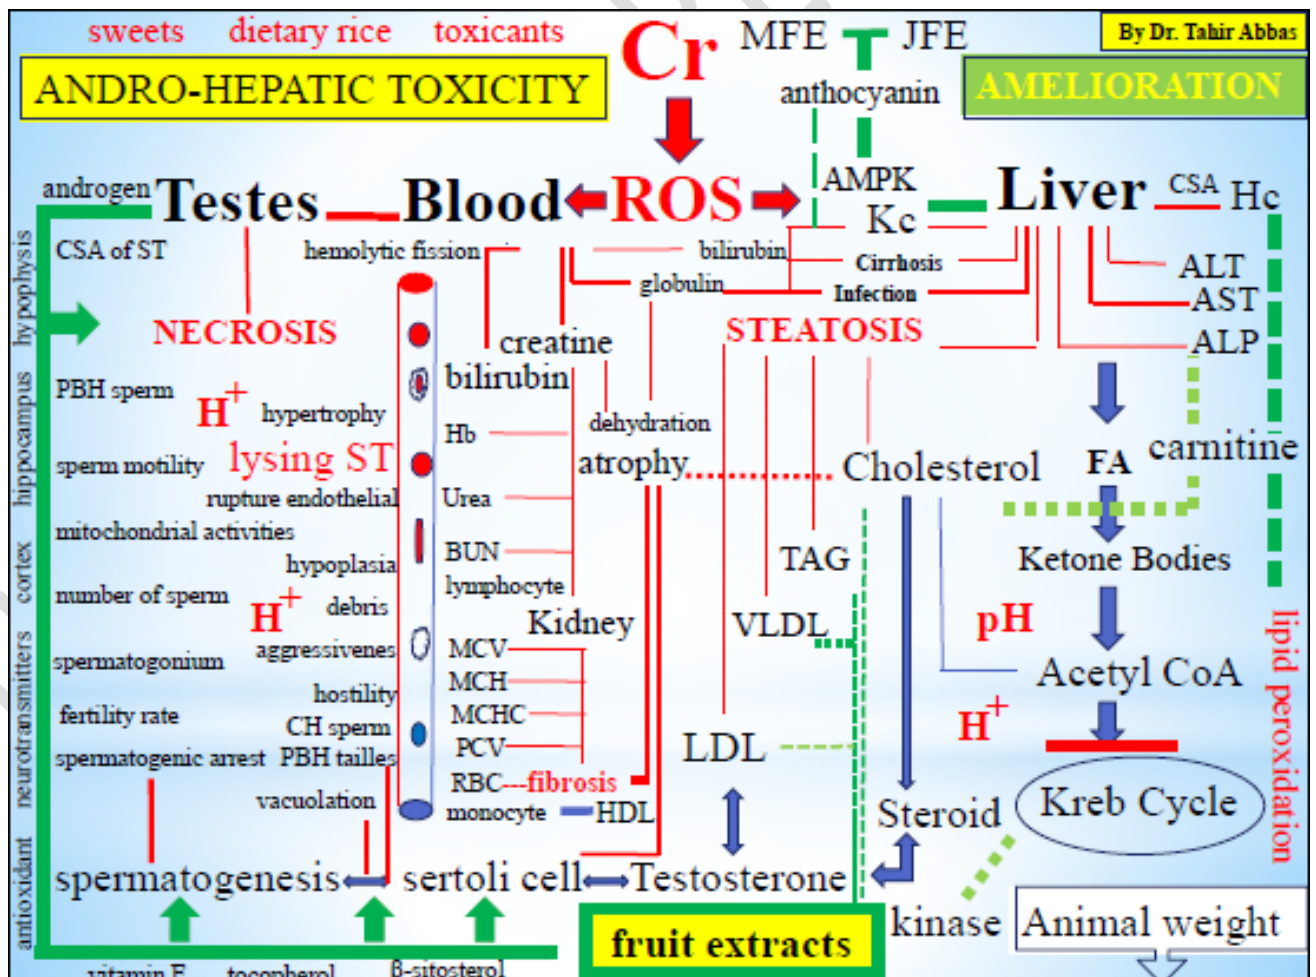 sweets dietary rice toxicants
Cr
MFE JFE
By Dr. Tahir Abbas
ANDRO-HEPATIC TOXICITY
anthocyanin
AMELIORATION
androgen
Testes
Blood
ROS
AMPK
Kc
Liver
CSA
Hc
CSA of ST
hemolytic fission
bilirubin
Cirrhosis
ALT
globulin
Infection
AST
NECROSIS
creatine
STEATOSIS
ALP
bilirubin
PBH sperm
H+
hypertrophy
Hb
dehydration
carnitine
sperm motility
lysing ST
atrophy
Cholesterol
FA
rupture endothelial
Urea
mitochondrial activities
hypoplasia
BUN
TAG
Ketone Bodies
lymphocyte
number of sperm
H+
debris
Kidney
VLDL
pH
aggressivenes
MCV
spermatogonium
MCH
Acetyl CoA
hostility
fertility rate
CH sperm
MCHC
H+
PCV
LDL
spermatogenic arrest PBH tailles
RBC---fibrosis
vacuolation
monocyte
HDL
Steroid
Kreb Cycle
spermatogenesis
sertoli cell
Testosterone
kinase
Animal weight
fruit extracts
vitamin E tocopherol β-sitosterol
antioxidant neurotransmitters cortex hippocampus hypophysis
lipid peroxidation